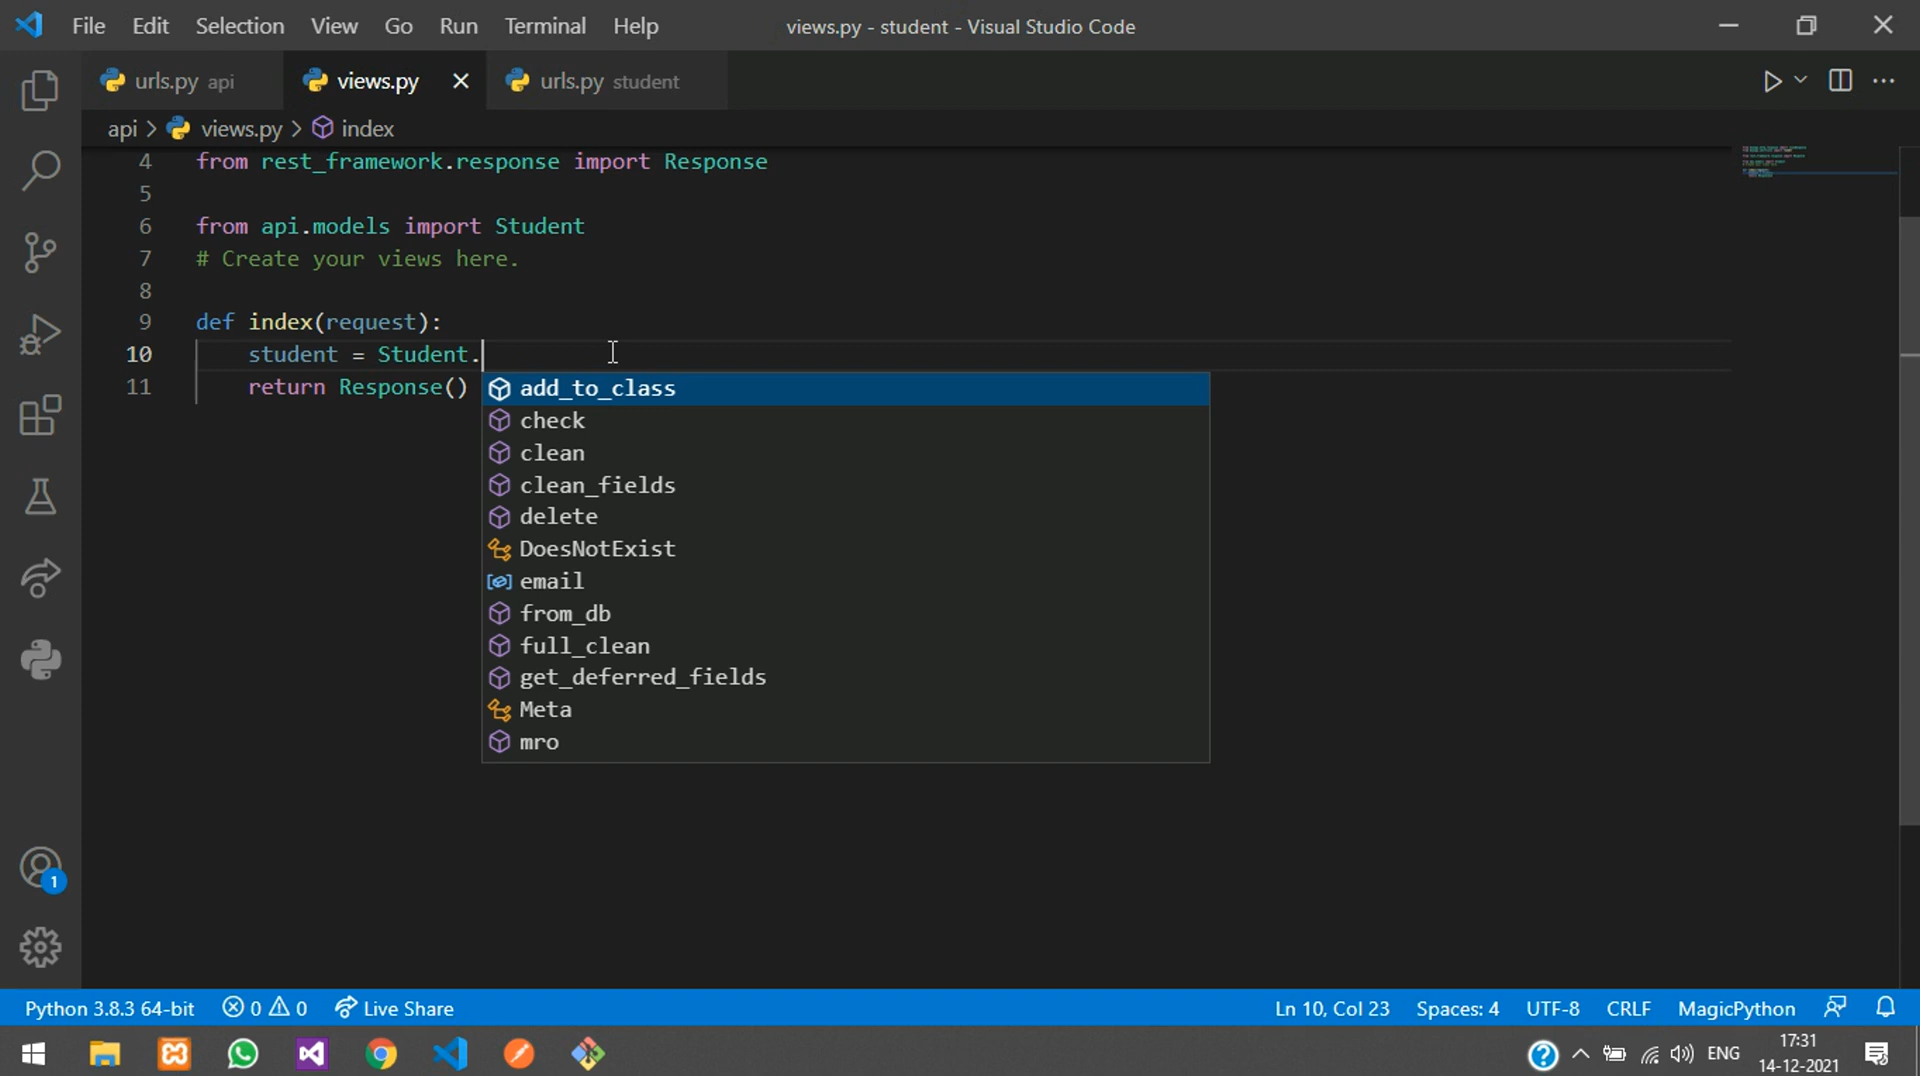 File Edit Selection View Go Run Terminal Help views.py - student - Visual Studio Code
urls.py api views.py urls.py student
api > views.py > index
4 from rest_framework.response import Response
5
6 from api.models import Student
7 # Create your views here.
8
9 def index(request):
10 student = Student.
11 return Response()
add_to_class
check
clean
clean_fields
delete
DoesNotExist
email
from_db
full_clean
get_deferred_fields
Meta
mro
1
Python 3.8.3 64-bit 0 0 Live Share Ln 10, Col 23 Spaces: 4 UTF-8 CRLF MagicPython
ENG 17:31
14-12-2021